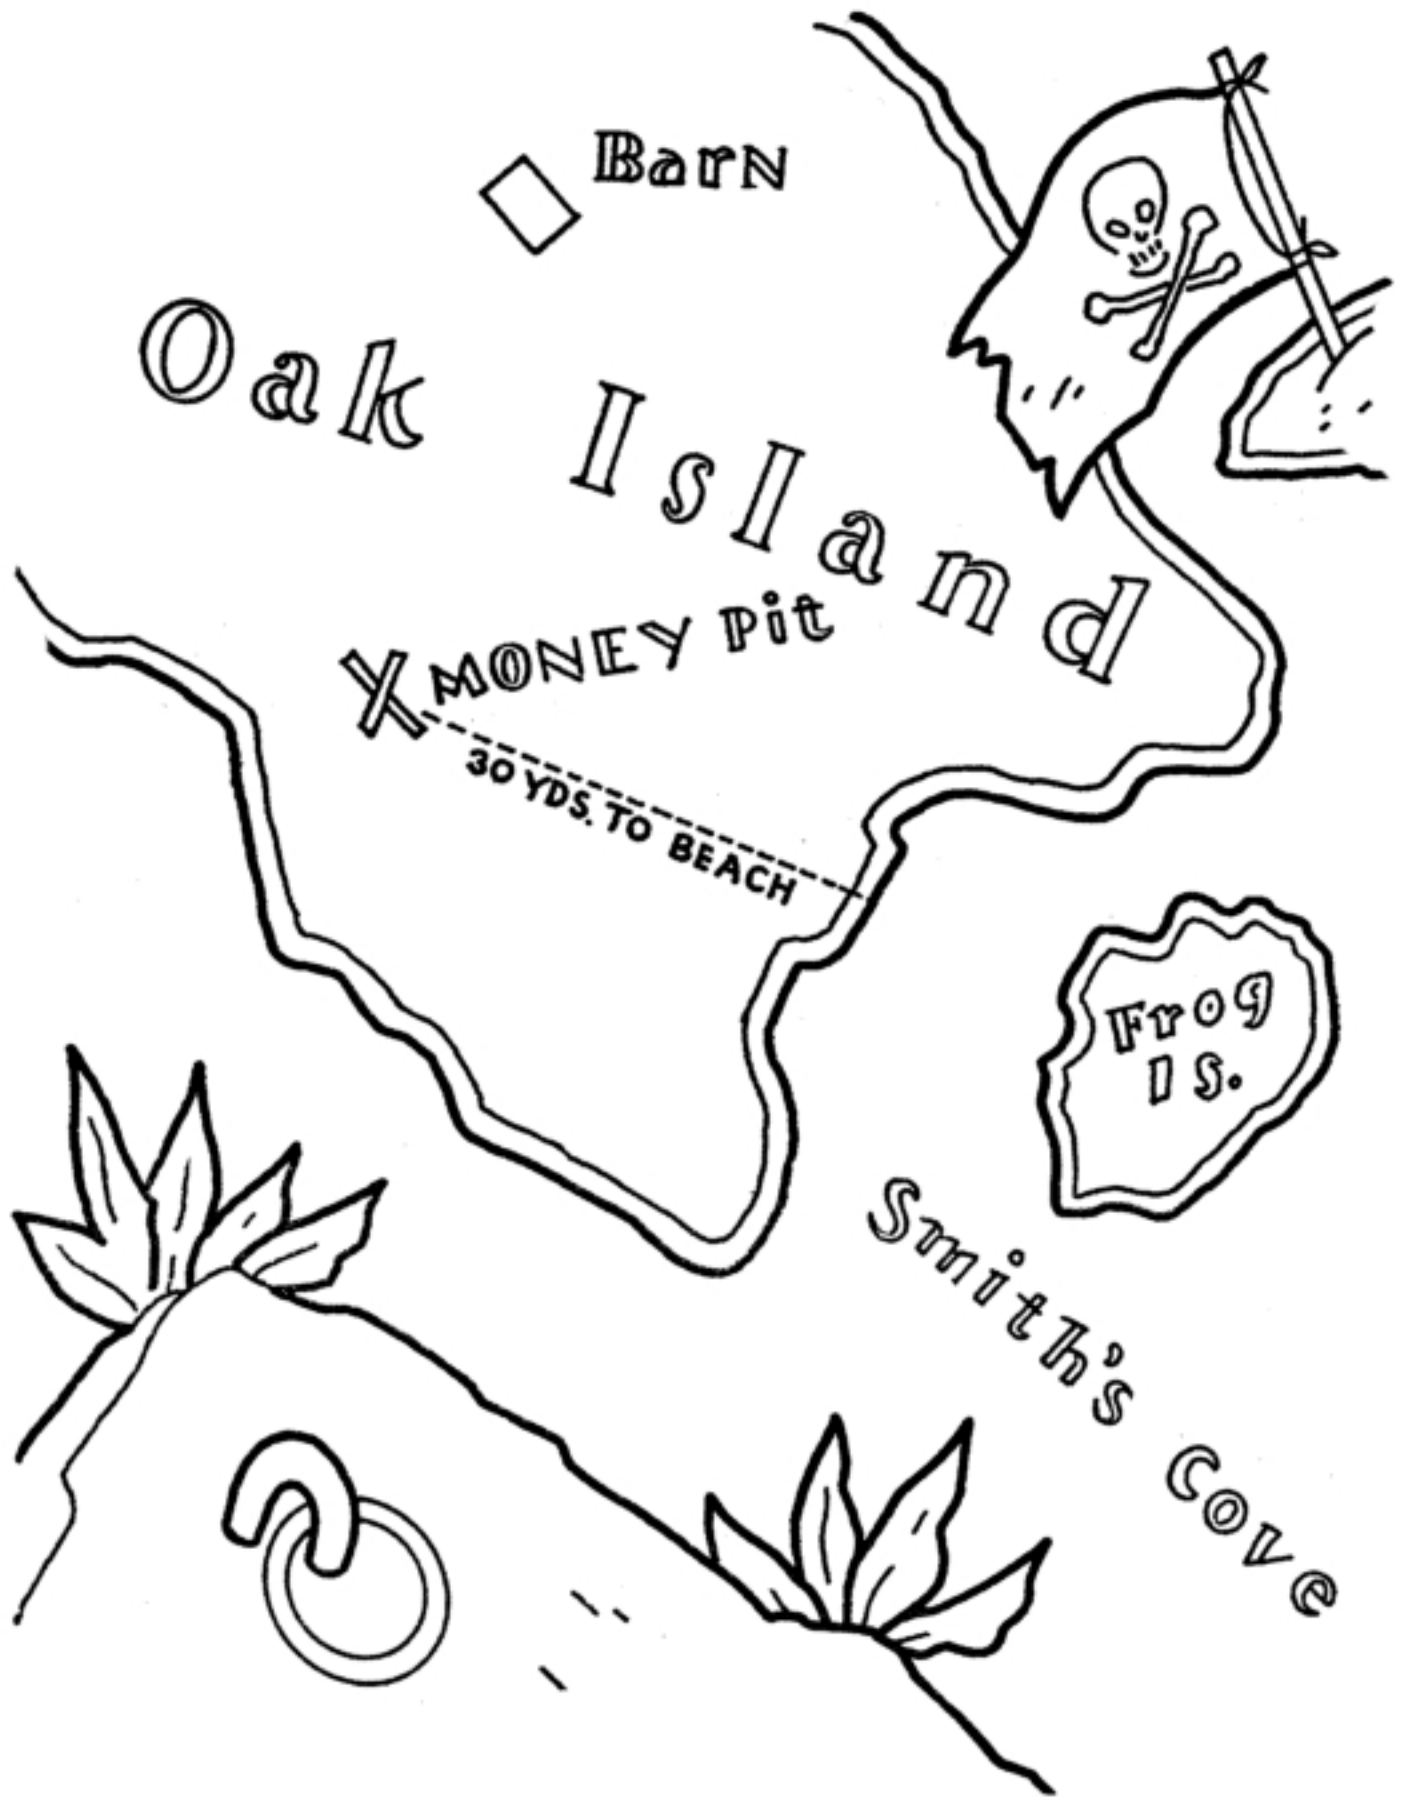 Barn
Oak Island
X MONEY Pit
30 YDS. TO BEACH
Frog
Is.
Smith's Cove